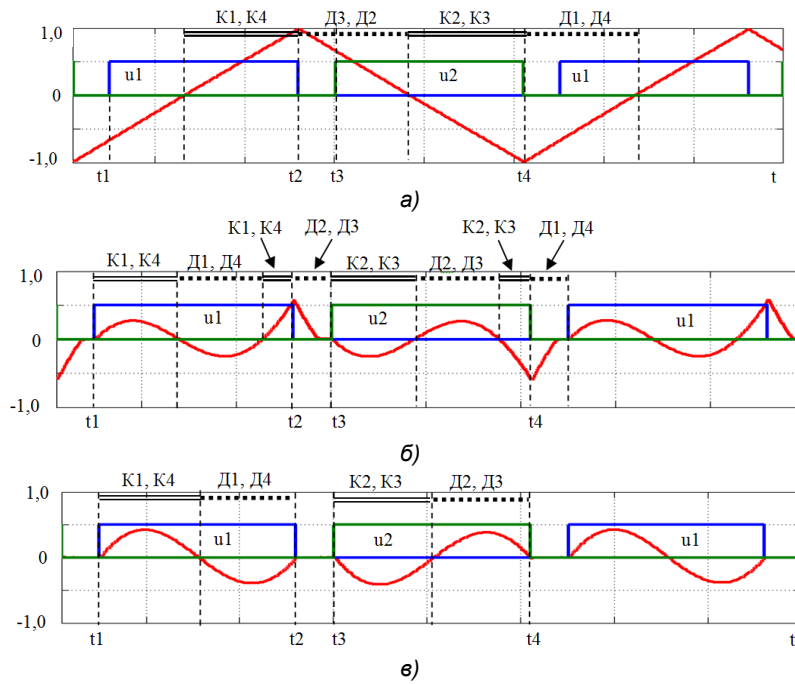 К1, К4 Д3, Д2 К2, К3 Д1, Д4
u1 u2 u1
0
-1,0
t1 t2 t3 t4 t
а)
К1, К4 Д2, Д3 К2, К3 Д1, Д4
1,0 К1, К4 Д1, Д4 К2, К3 Д2, Д3
u1 u2 u1
0
-1,0
t1 t2 t3 t4 t
б)
К1, К4 Д1, Д4 К2, К3 Д2, Д3
1,0
u1 u2 u1
0
-1,0
t1 t2 t3 t4 t
в)